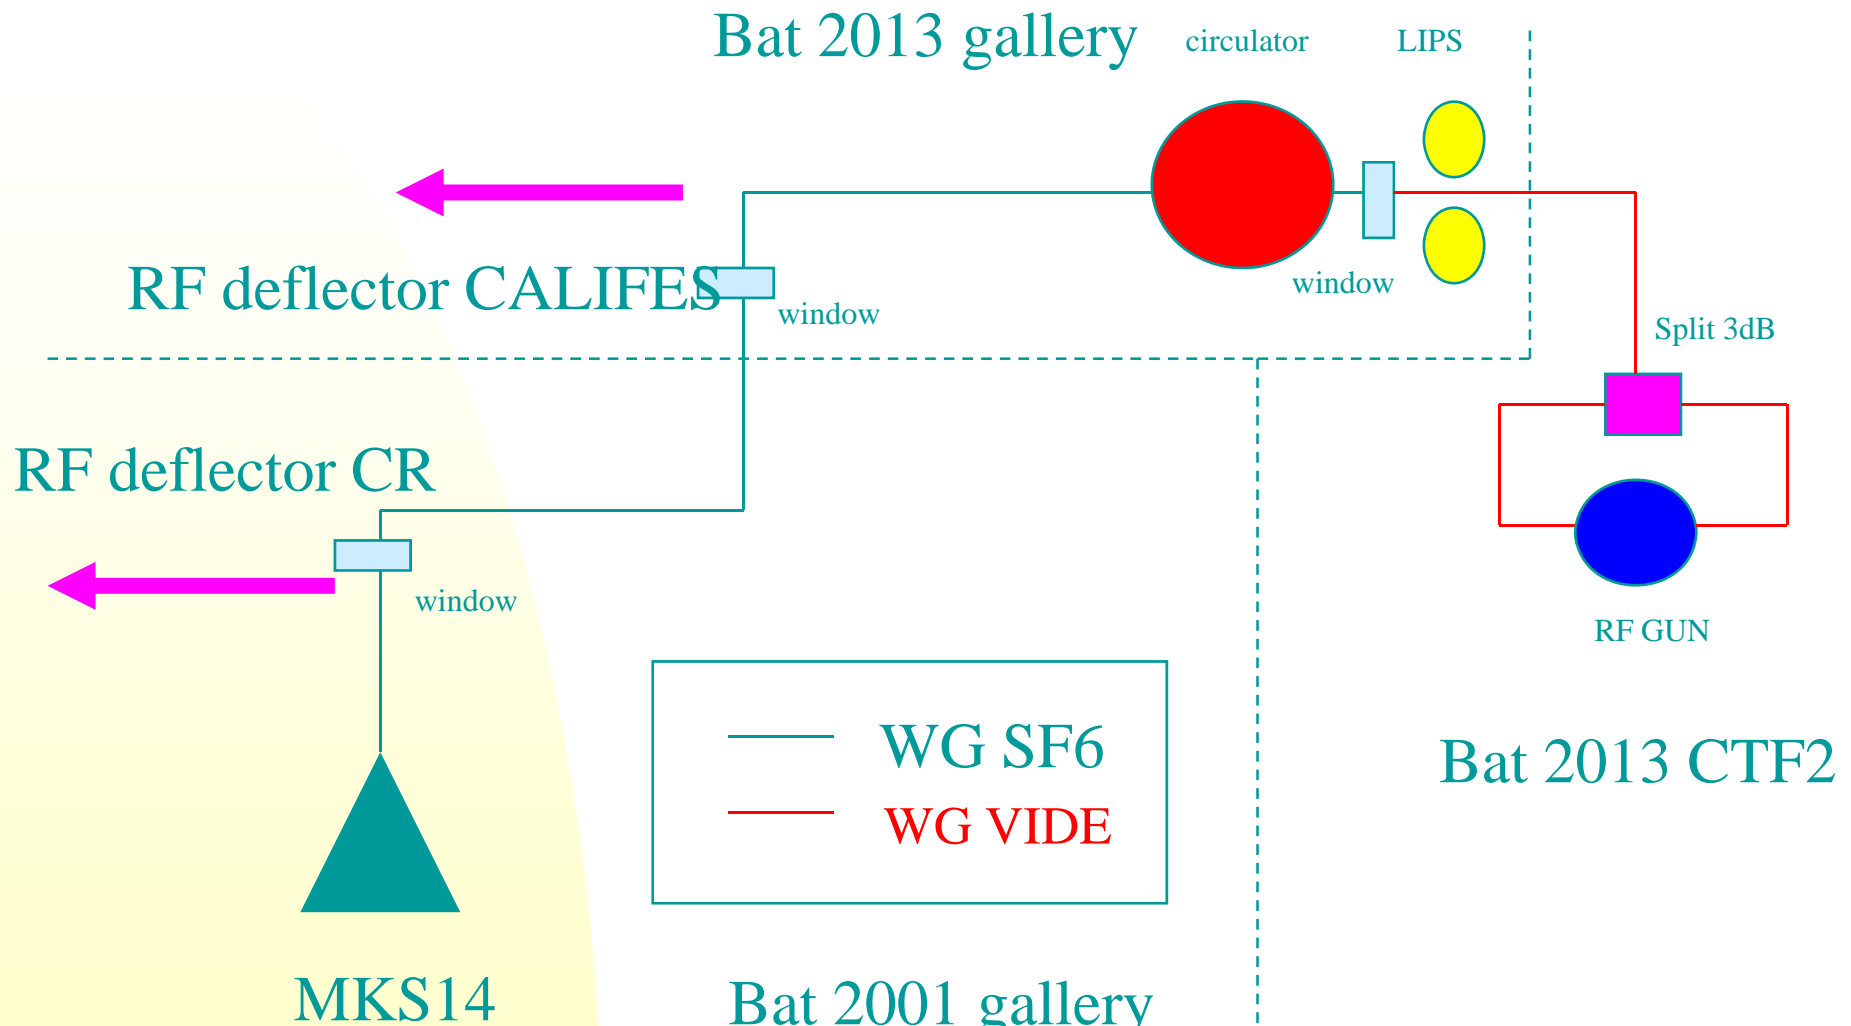 Bat 2013 gallery
circulator
LIPS
RF deflector CALIFES
window
window
Split 3dB
RF deflector CR
window
RF GUN
WG SF6
WG VIDE
Bat 2013 CTF2
MKS14
Bat 2001 gallery